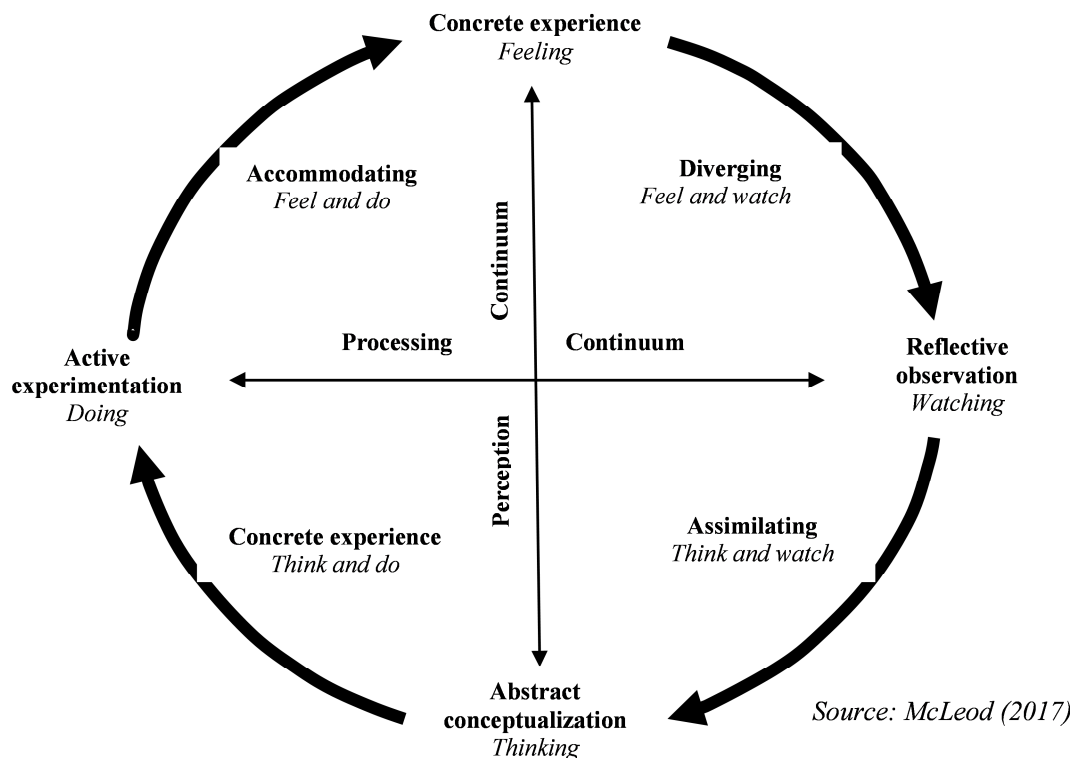 Concrete experience
Feeling
Accommodating
Feel and do
Diverging
Feel and watch
Continuum
Processing
Continuum
Active
experimentation
Doing
Reflective
observation
Watching
Perception
Concrete experience
Think and do
Assimilating
Think and watch
Abstract
conceptualization
Thinking
Source: McLeod (2017)